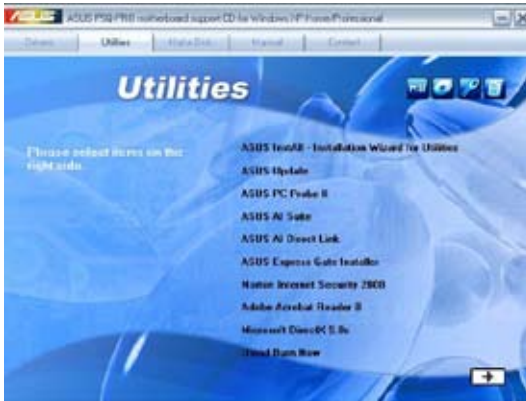 ASUS P5Q-PRO motherboard support CD for Windows XP Home/Professional
Drivers Utilities Make Disk Manual Contact
Utilities
Please select items on the
right side.
ASUS InstAll - Installation Wizard for Utilities
ASUS Update
ASUS PC Probe II
ASUS AI Suite
ASUS AI Direct Link
ASUS Express Gate Installer
Norton Internet Security 2008
Adobe Acrobat Reader 8
Microsoft DirectX 9.0c
Ulead Burn Now